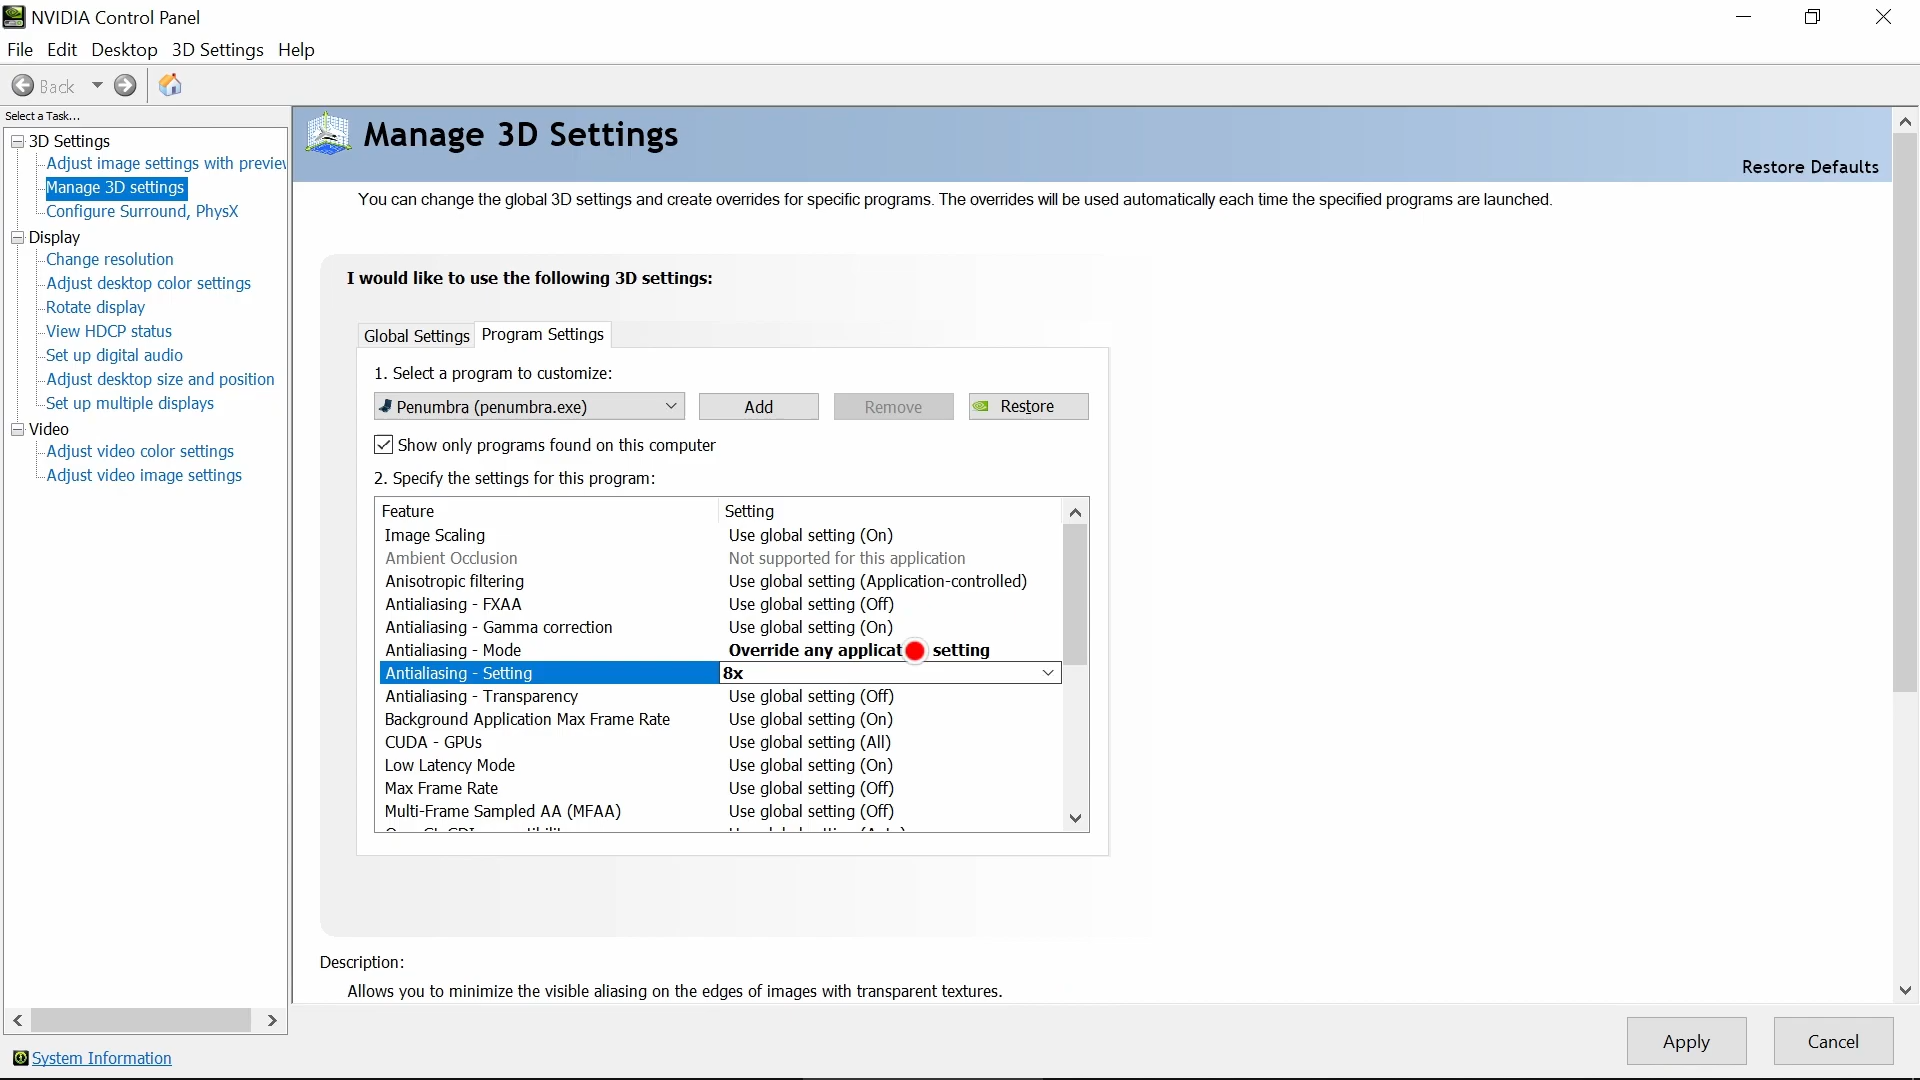 NVIDIA Control Panel
File Edit Desktop 3D Settings Help
Back
Select a Task...
3D Settings
Adjust image settings with preview
Manage 3D settings
Configure Surround, PhysX
Display
Change resolution
Adjust desktop color settings
Rotate display
View HDCP status
Set up digital audio
Adjust desktop size and position
Set up multiple displays
Video
Adjust video color settings
Adjust video image settings
System Information
Manage 3D Settings
Restore Defaults
You can change the global 3D settings and create overrides for specific programs. The overrides will be used automatically each time the specified programs are launched.
I would like to use the following 3D settings:
Global Settings Program Settings
1. Select a program to customize:
Penumbra (penumbra.exe) Add Remove Restore
Show only programs found on this computer
2. Specify the settings for this program:
Feature Setting
Image Scaling Use global setting (On)
Ambient Occlusion Not supported for this application
Anisotropic filtering Use global setting (Application-controlled)
Antialiasing - FXAA Use global setting (Off)
Antialiasing - Gamma correction Use global setting (On)
Antialiasing - Mode Override any applicat setting
Antialiasing - Setting 8x
Antialiasing - Transparency Use global setting (Off)
Background Application Max Frame Rate Use global setting (On)
CUDA - GPUs Use global setting (All)
Low Latency Mode Use global setting (On)
Max Frame Rate Use global setting (Off)
Multi-Frame Sampled AA (MFAA) Use global setting (Off)
Description:
Allows you to minimize the visible aliasing on the edges of images with transparent textures.
Apply Cancel